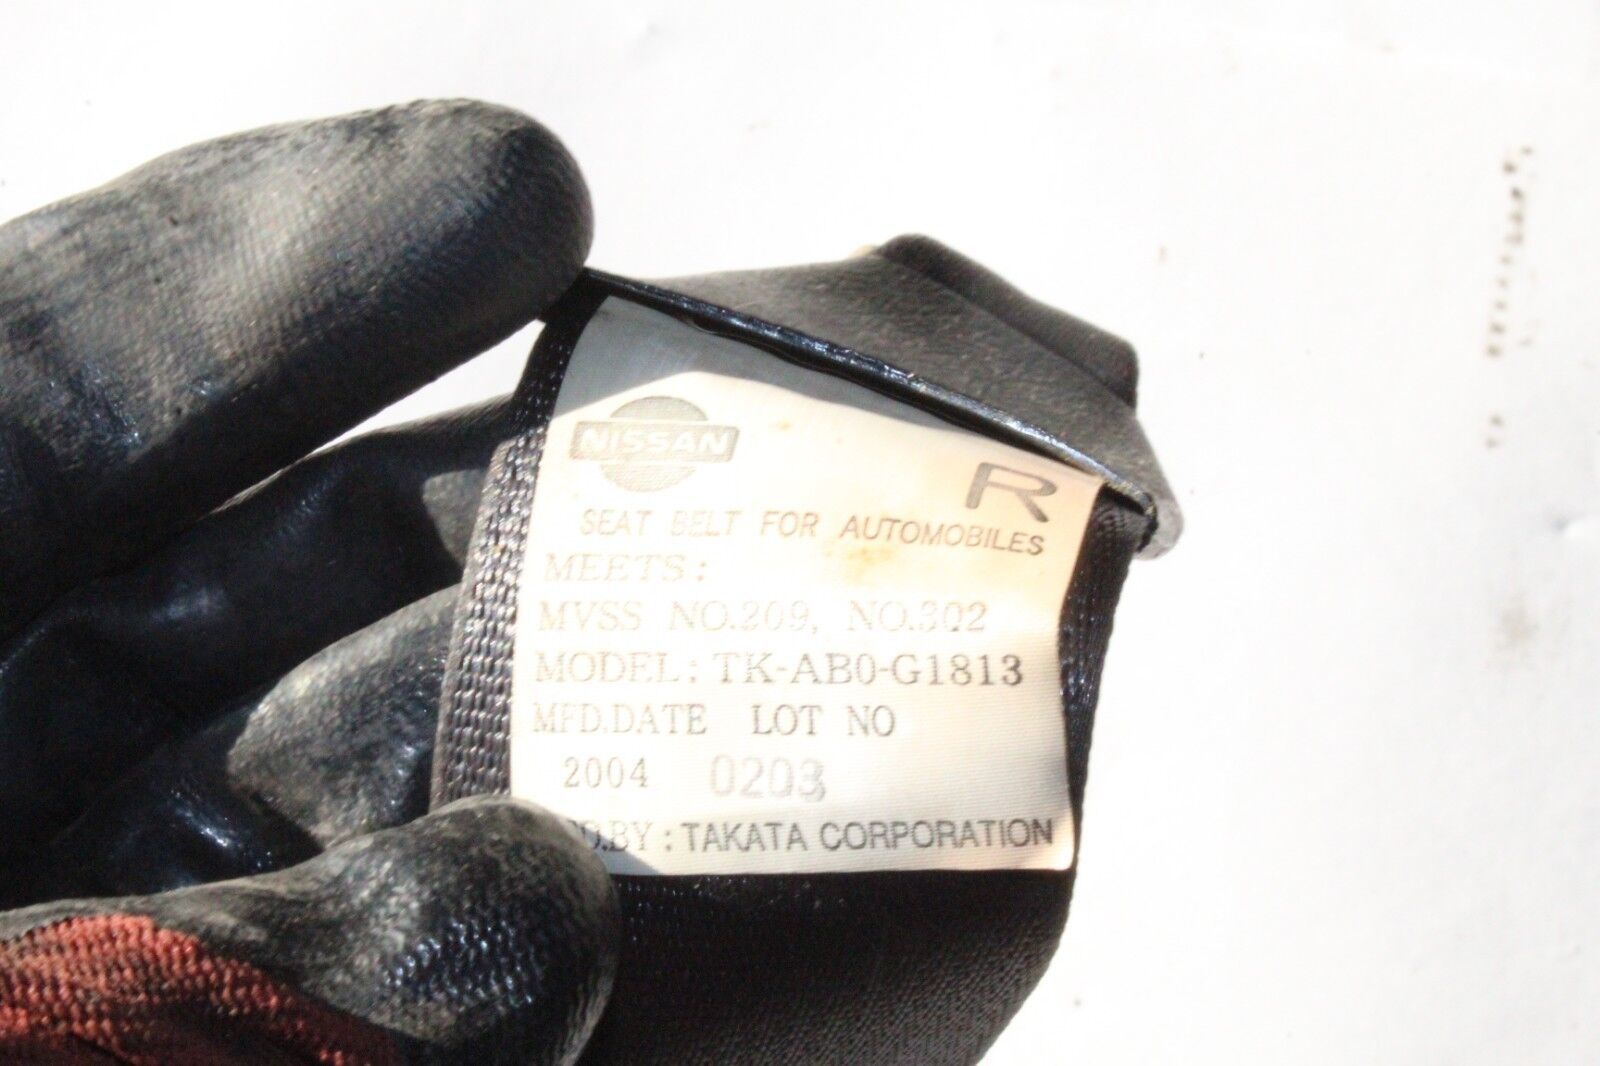 NISSAN
R
SEAT BELT FOR AUTOMOBILES
MEETS:
MVSS NO.209, NO.302
MODEL: TK-AB0-G1813
MFD.DATE LOT NO
2004 0203
D.BY : TAKATA CORPORATION